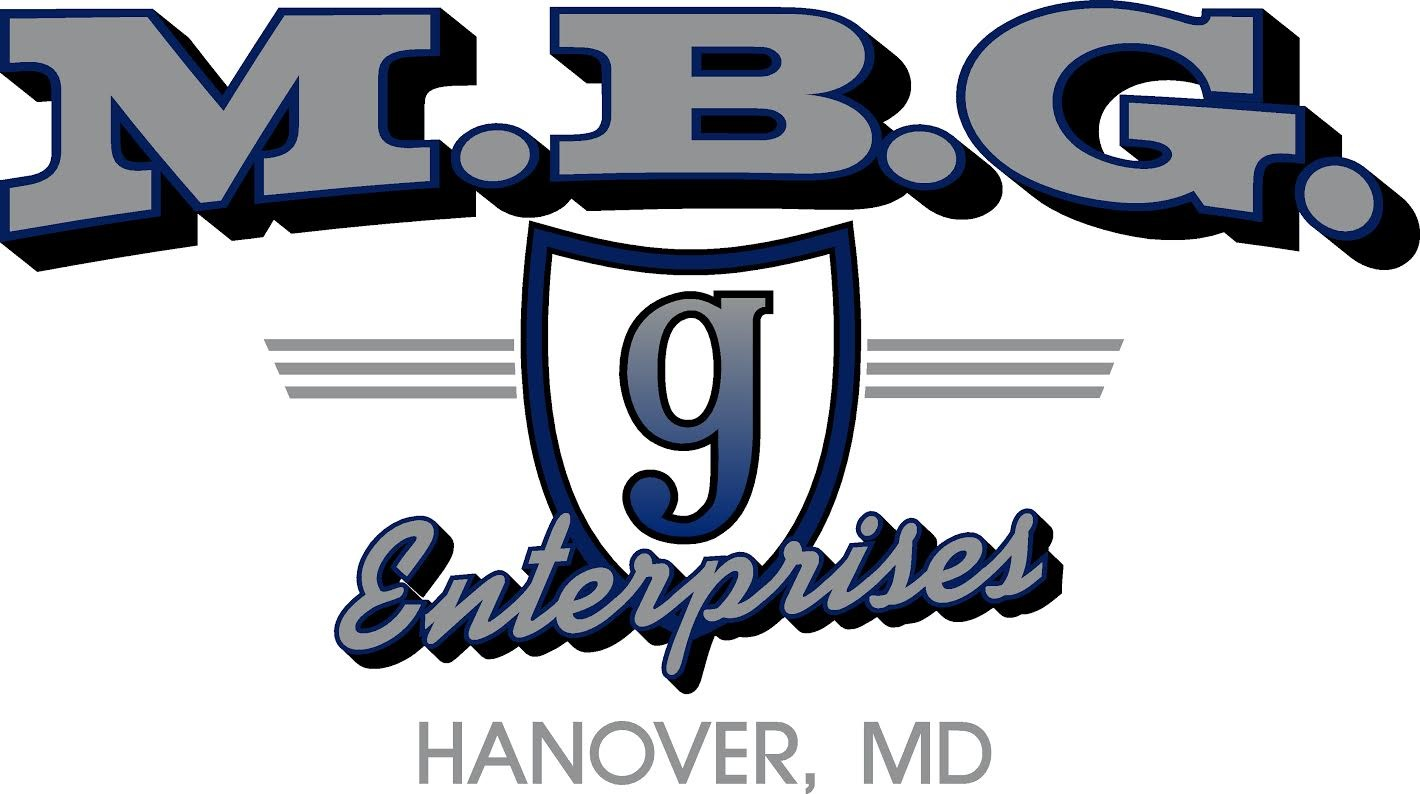 M.B.G.
g
Enterprises
HANOVER, MD